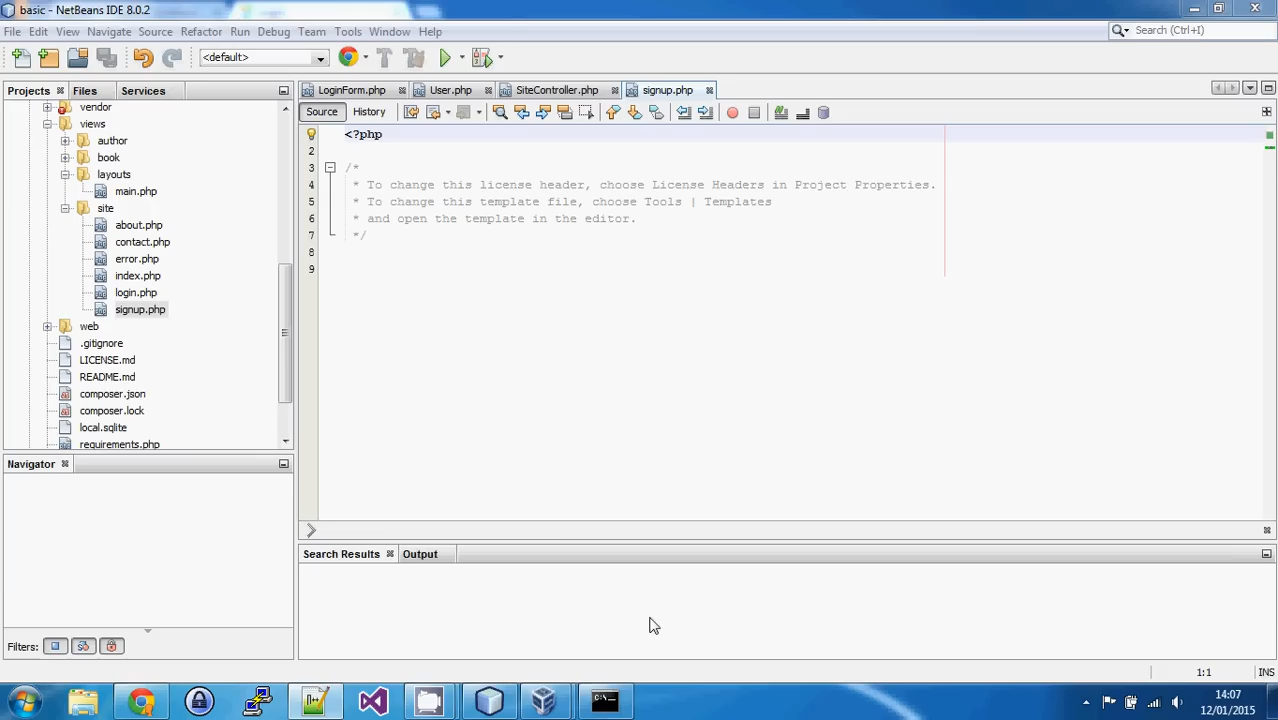 basic - NetBeans IDE 8.0.2
File Edit View Navigate Source Refactor Run Debug Team Tools Window Help
Search (Ctrl+I)
<default>
Projects Files Services
LoginForm.php User.php SiteController.php signup.php
Source History
vendor
views
author
book
layouts
main.php
site
about.php
contact.php
error.php
index.php
login.php
signup.php
web
.gitignore
LICENSE.md
README.md
composer.json
composer.lock
local.sqlite
requirements.php
1 <?php
2
3 /*
4 * To change this license header, choose License Headers in Project Properties.
5 * To change this template file, choose Tools | Templates
6 * and open the template in the editor.
7 */
8
9
Navigator
Search Results Output
Filters:
1:1 INS
14:07
12/01/2015